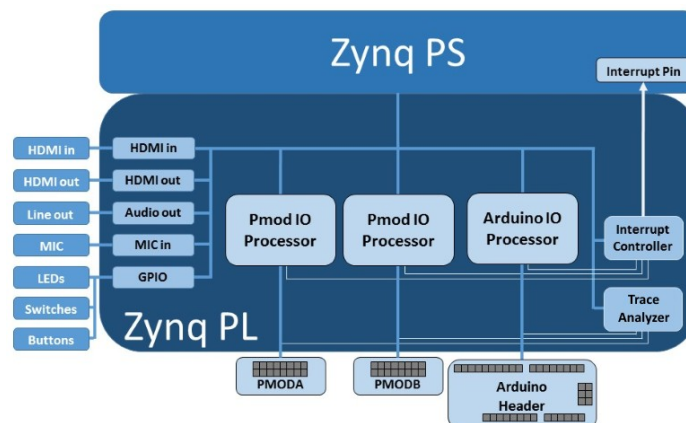 Zynq PS
Interrupt Pin
HDMI in
HDMI in
HDMI out
HDMI out
Line out
Audio out
MIC
MIC in
LEDs
GPIO
Switches
Buttons
Pmod IO
Processor
Pmod IO
Processor
Arduino IO
Processor
Interrupt
Controller
Trace
Analyzer
Zynq PL
PMODA
PMODB
Arduino
Header